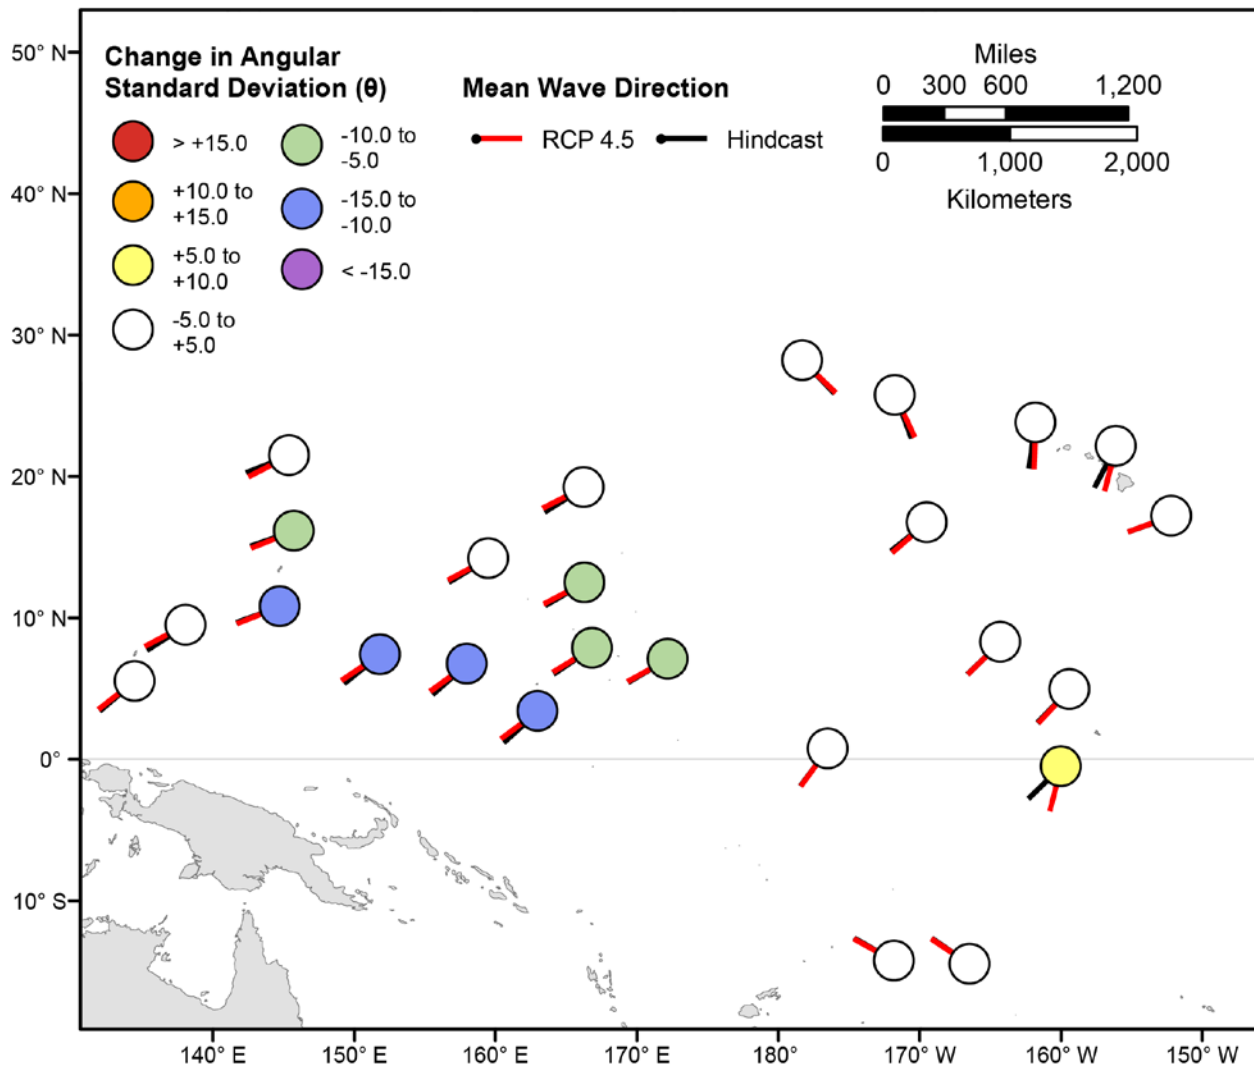 Change in Angular
Standard Deviation (θ)
> +15.0
+10.0 to
+15.0
+5.0 to
+10.0
-5.0 to
+5.0
-10.0 to
-5.0
-15.0 to
-10.0
< -15.0
Mean Wave Direction
RCP 4.5
Hindcast
Miles
0 300 600 1,200
0 1,000 2,000
Kilometers
50° N
40° N
30° N
20° N
10° N
0°
10° S
140° E 150° E 160° E 170° E 180° 170° W 160° W 150° W